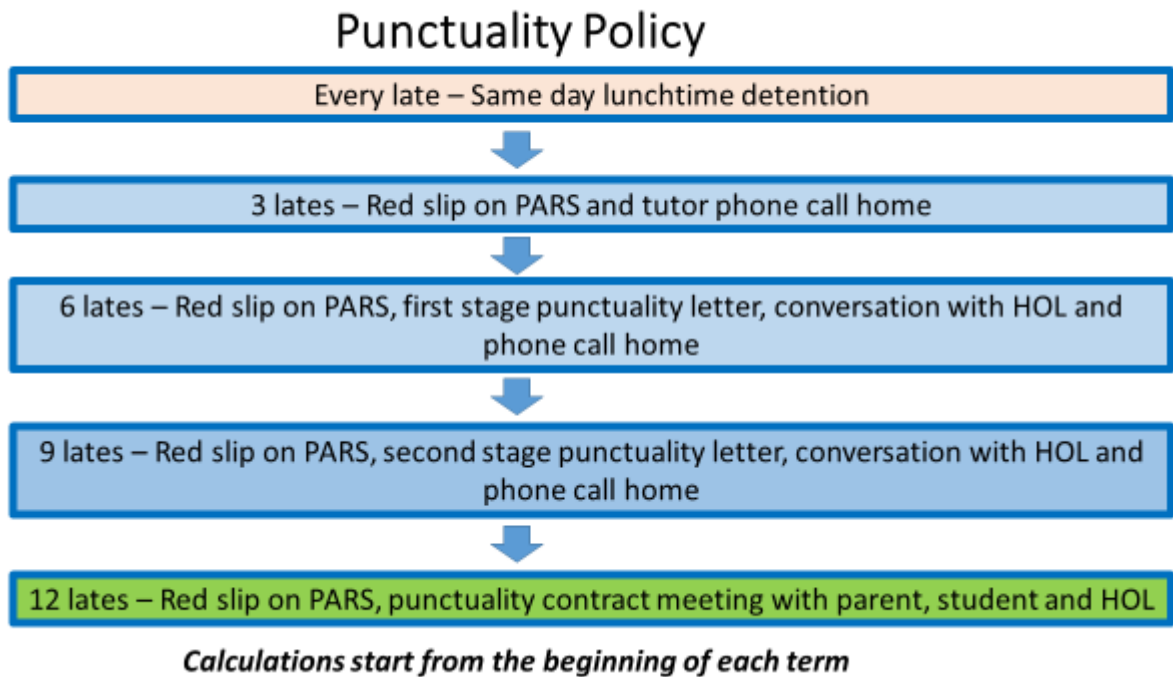 Punctuality Policy
Every late – Same day lunchtime detention
3 lates – Red slip on PARS and tutor phone call home
6 lates – Red slip on PARS, first stage punctuality letter, conversation with HOL and
phone call home
9 lates – Red slip on PARS, second stage punctuality letter, conversation with HOL and
phone call home
12 lates – Red slip on PARS, punctuality contract meeting with parent, student and HOL
Calculations start from the beginning of each term